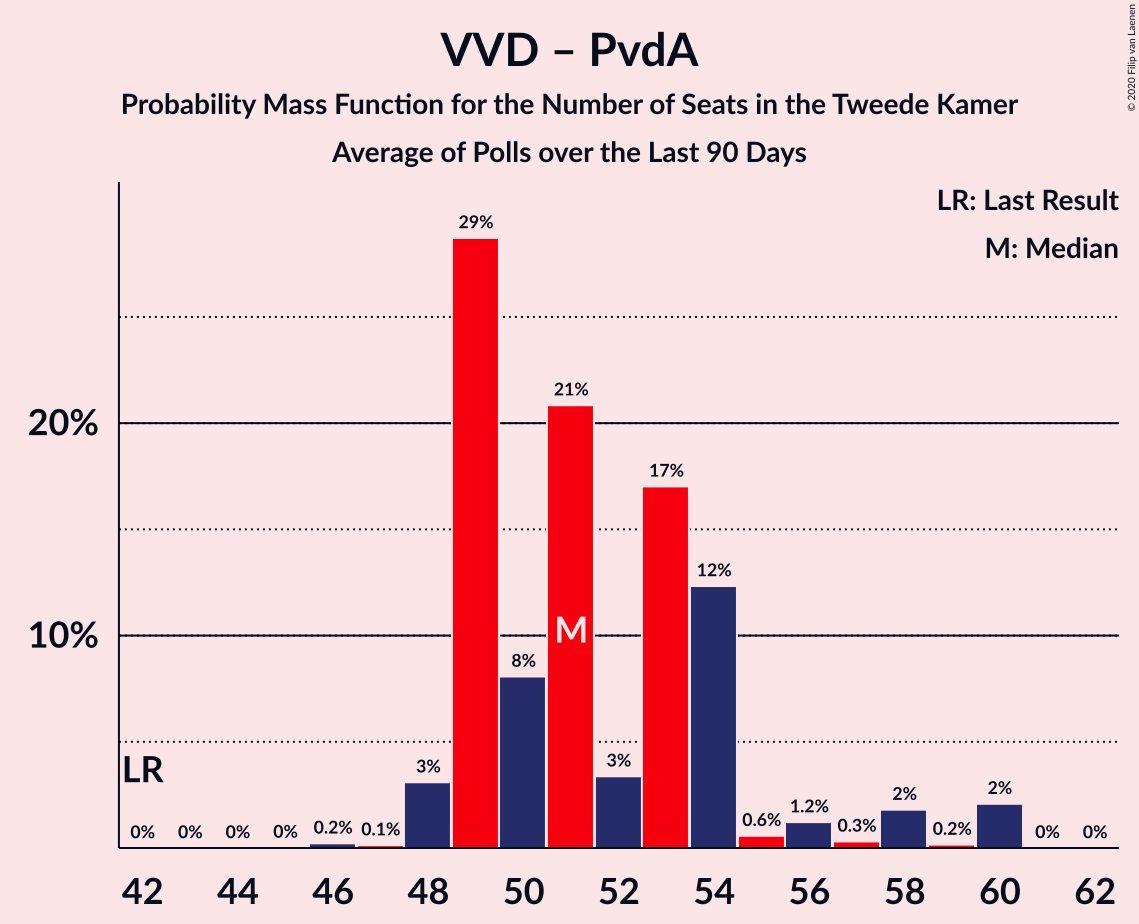 VVD – PvdA
Probability Mass Function for the Number of Seats in the Tweede Kamer
Average of Polls over the Last 90 Days
© 2020 Filip van Laenen
LR: Last Result
M: Median
20%
10%
LR
M
0% 0% 0% 0% 0.2% 0.1% 3% 29% 8% 21% 3% 17% 12% 0.6% 1.2% 0.3% 2% 0.2% 2% 0% 0%
42 44 46 48 50 52 54 56 58 60 62